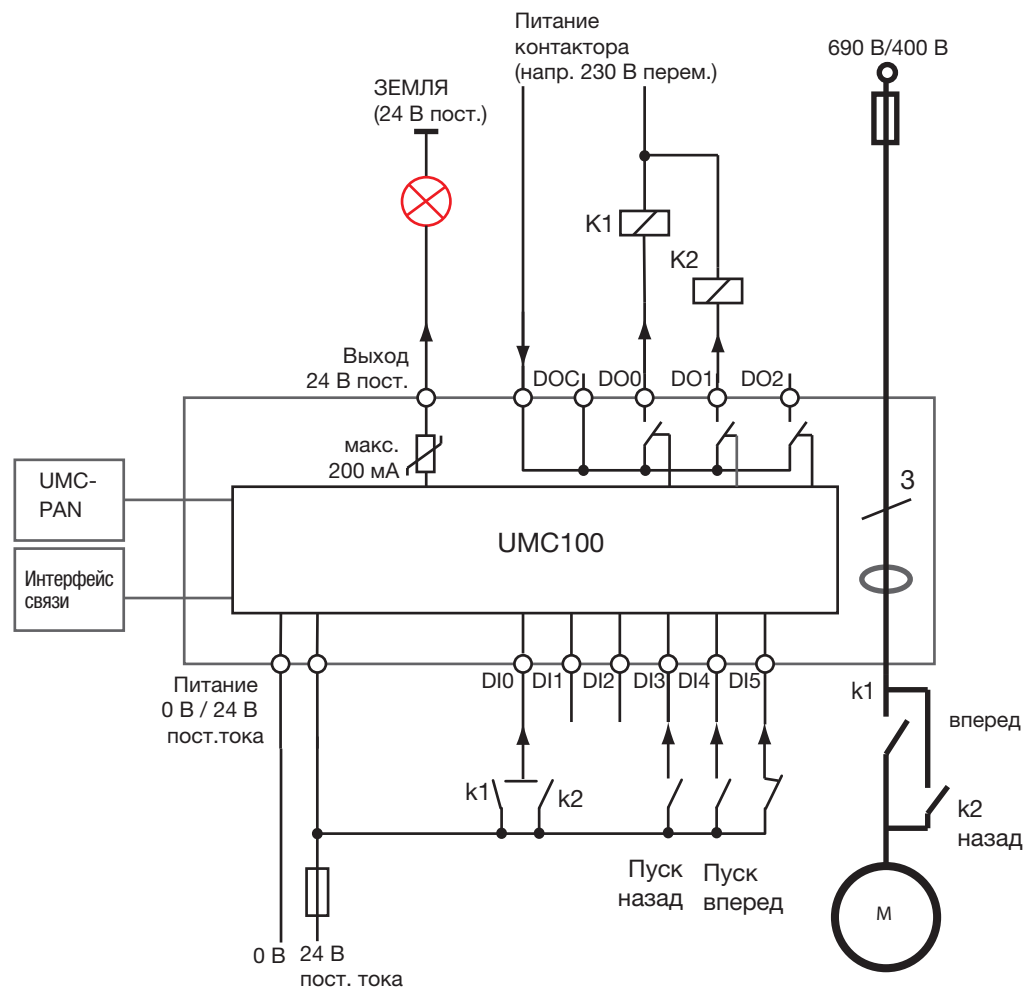 Питание
контактора
(напр. 230 В перем.)
690 В/400 В
ЗЕМЛЯ
(24 В пост.)
K1
K2
Выход
24 В пост.
DOC
DO0
DO1
DO2
макс.
200 мА
UMC-
PAN
UMC100
3
Интерфейс
связи
Питание
0 В / 24 В
пост.тока
DI0
DI1
DI2
DI3
DI4
DI5
k1
вперед
k1
k2
k2
назад
Пуск
назад
Пуск
вперед
М
0 В
24 В
пост. тока